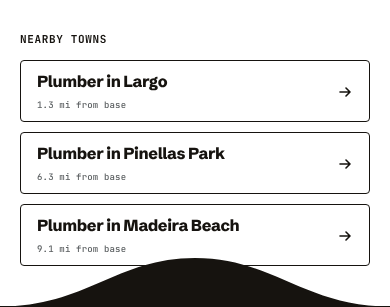 NEARBY TOWNS
Plumber in Largo
1.3 mi from base
Plumber in Pinellas Park
6.3 mi from base
Plumber in Madeira Beach
9.1 mi from base